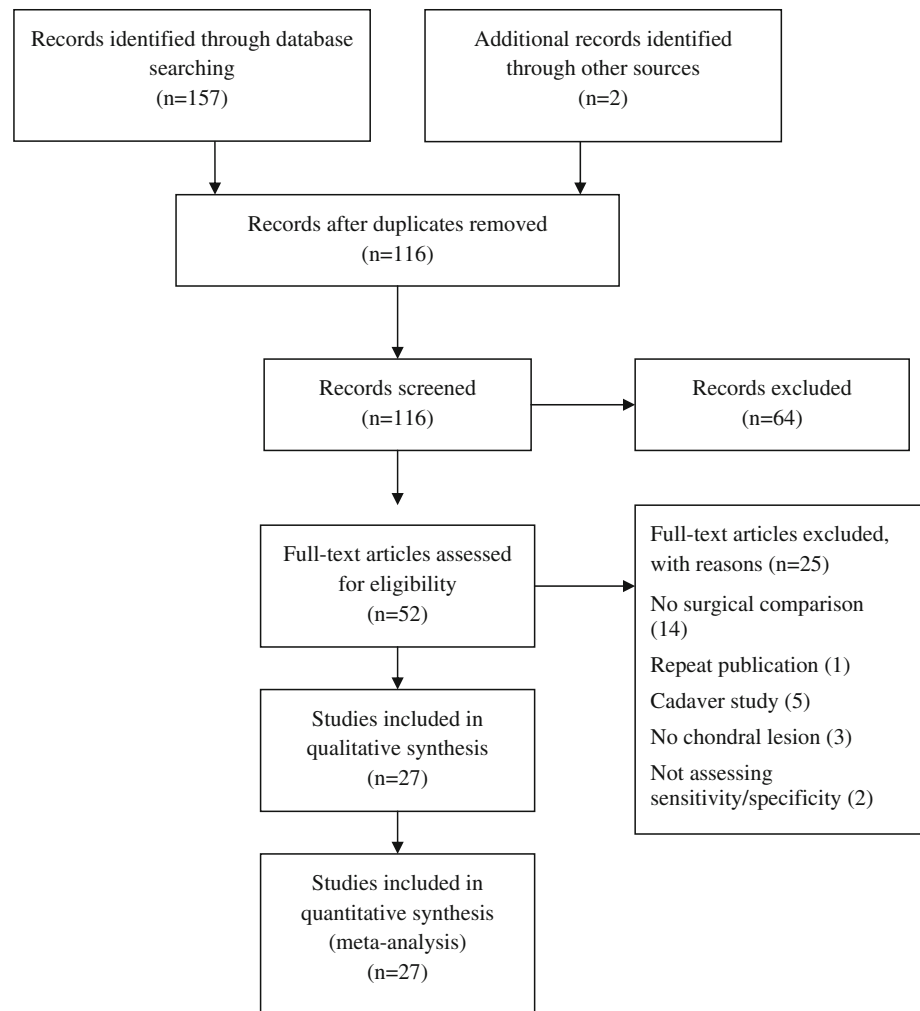 Records identified through database
searching
(n=157)
Additional records identified
through other sources
(n=2)
Records after duplicates removed
(n=116)
Records screened
(n=116)
Records excluded
(n=64)
Full-text articles assessed
for eligibility
(n=52)
Full-text articles excluded,
with reasons (n=25)
No surgical comparison
(14)
Repeat publication (1)
Cadaver study (5)
No chondral lesion (3)
Not assessing
sensitivity/specificity (2)
Studies included in
qualitative synthesis
(n=27)
Studies included in
quantitative synthesis
(meta-analysis)
(n=27)